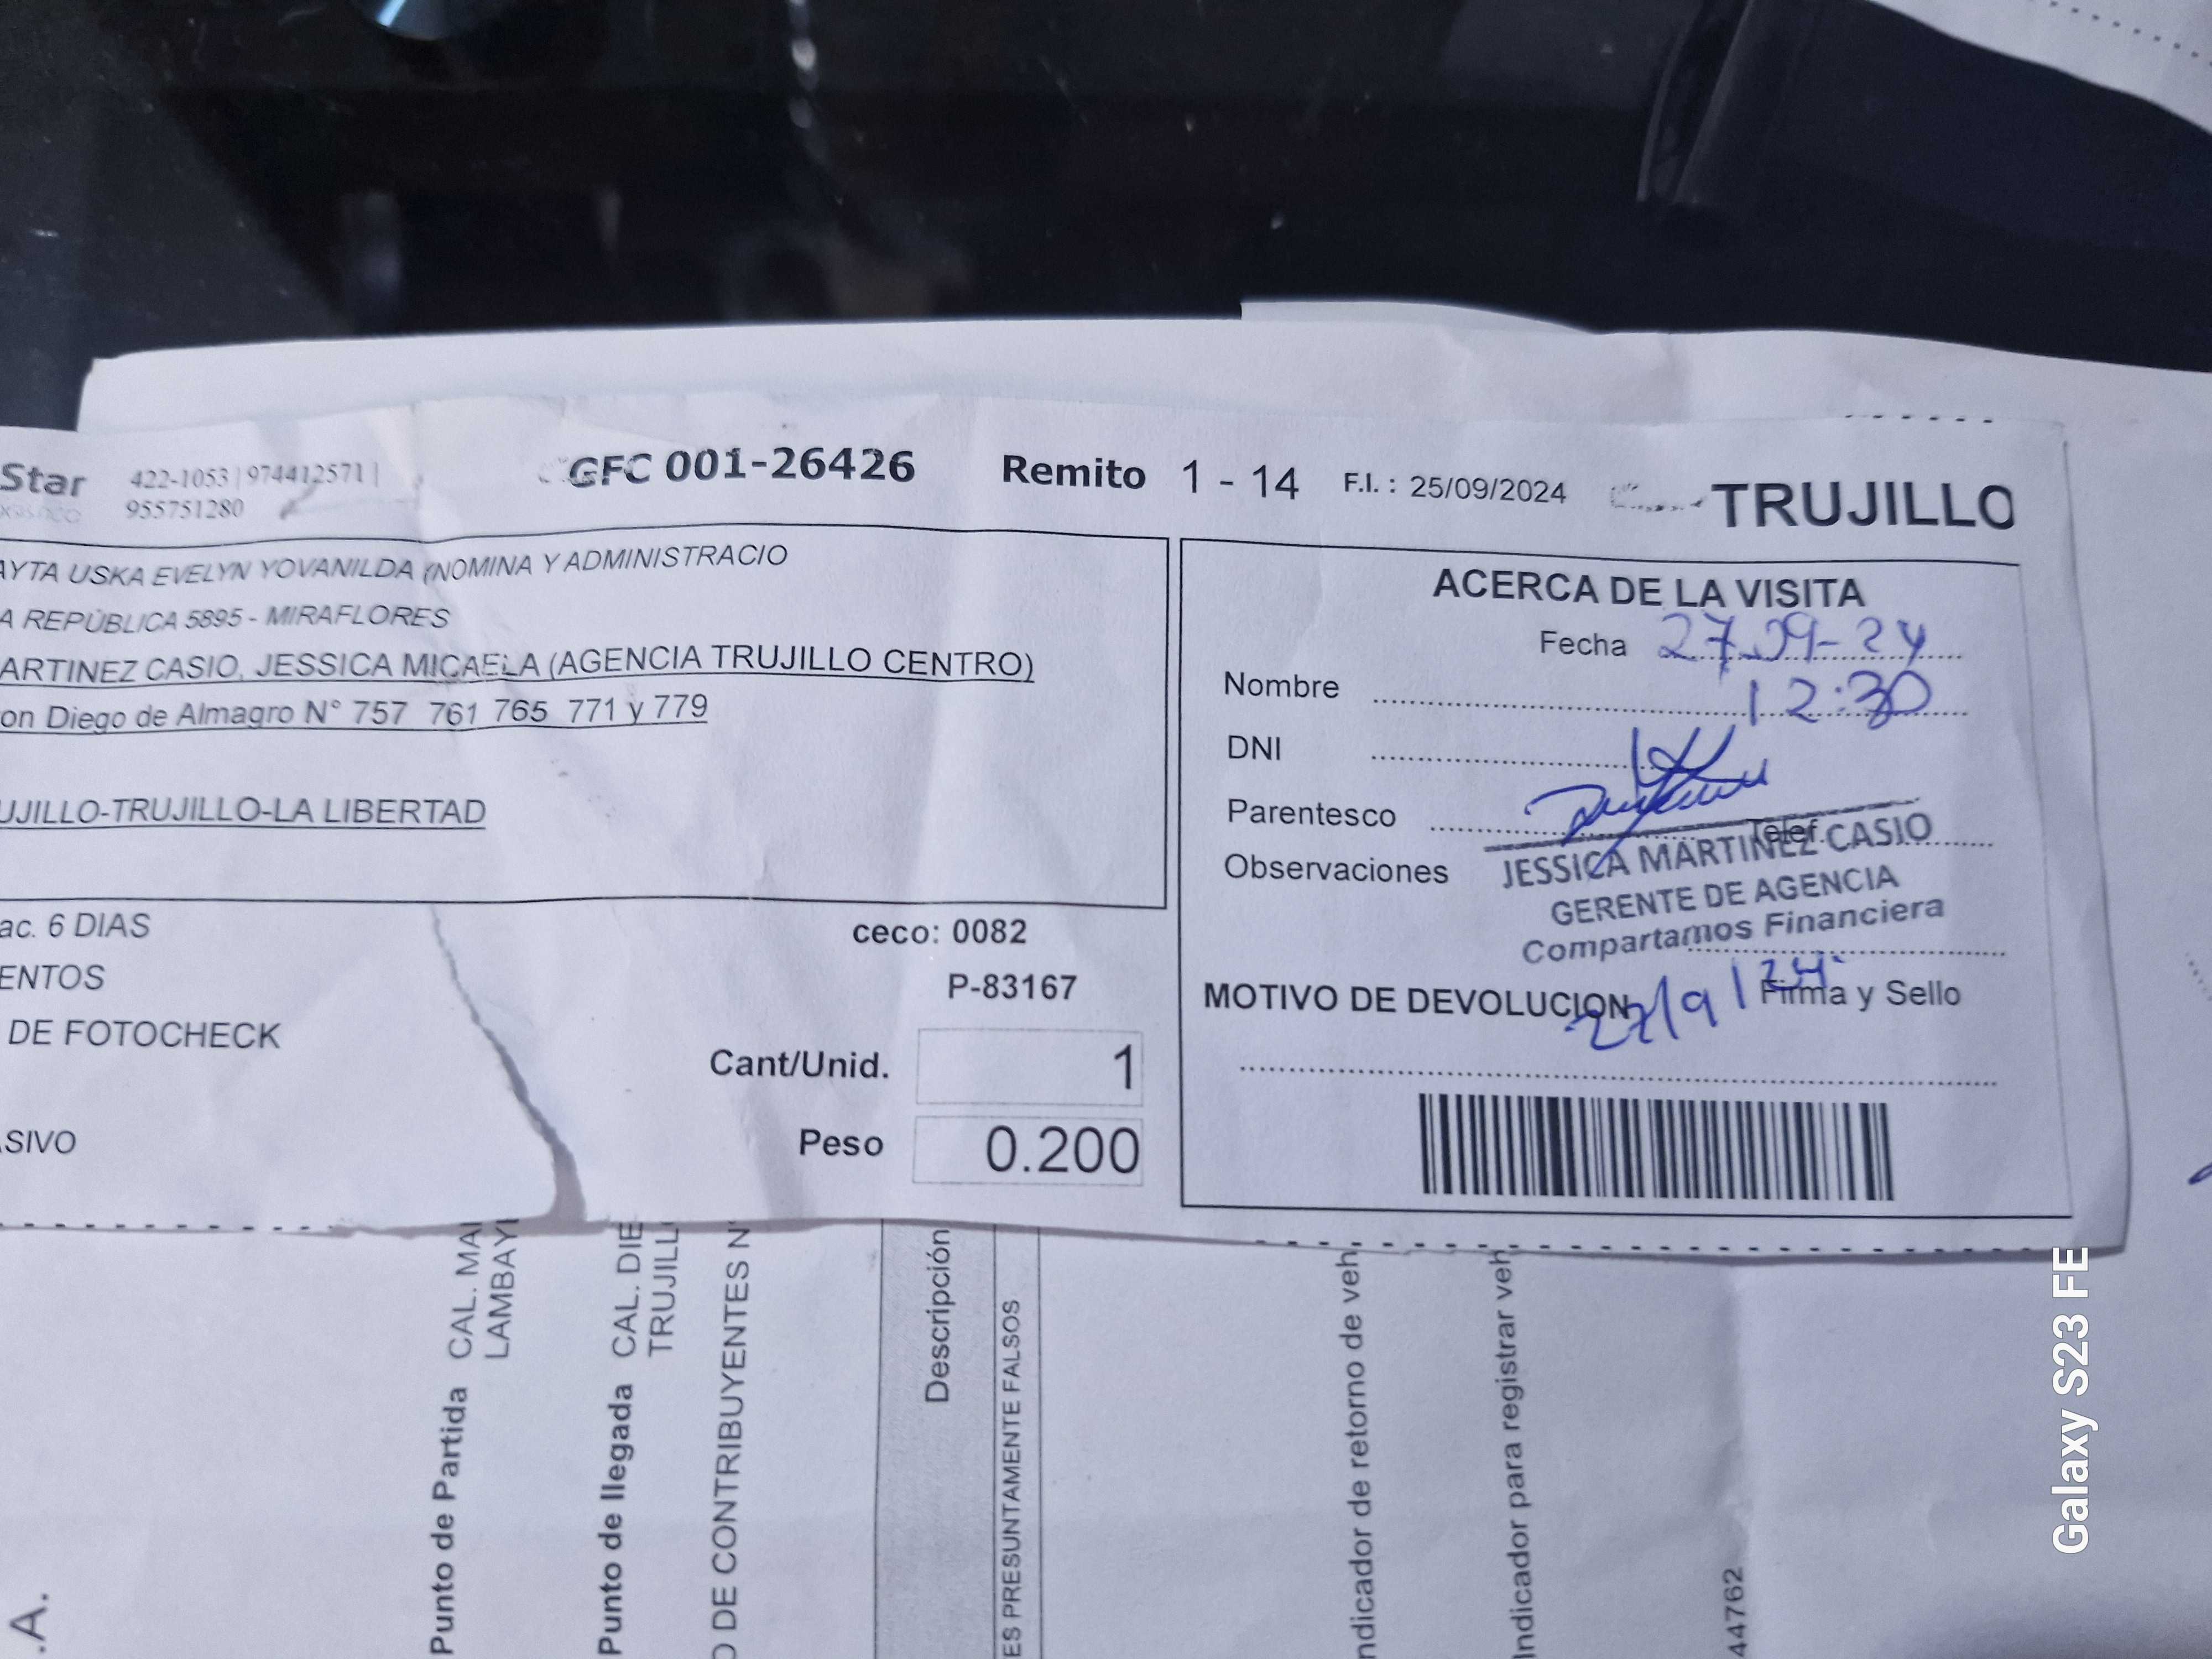 Star
422-1053 | 974412571 |
955751280
GFC 001-26426
Remito 1 - 14
F.I. : 25/09/2024
TRUJILLO
AYTA USKA EVELYN YOVANILDA (NOMINA Y ADMINISTRACIO
A REPÚBLICA 5895 - MIRAFLORES
ARTINEZ CASIO, JESSICA MICAELA (AGENCIA TRUJILLO CENTRO)
on Diego de Almagro N° 757 761 765 771 y 779
UJILLO-TRUJILLO-LA LIBERTAD
ac. 6 DIAS
ENTOS
DE FOTOCHECK
ASIVO
ceco: 0082
P-83167
Cant/Unid. 1
Peso 0.200
ACERCA DE LA VISITA
Fecha 27-09-24
Nombre 12:30
DNI
Parentesco
Telef.
Observaciones
JESSICA MARTINEZ CASIO
GERENTE DE AGENCIA
Compartamos Financiera
27/9/24
MOTIVO DE DEVOLUCION
Firma y Sello
.A.
Punto de Partida CAL. MA
LAMBAY
Punto de llegada CAL. DIE
TRUJILL
O DE CONTRIBUYENTES N°
Descripción
ES PRESUNTAMENTE FALSOS
Indicador de retorno de veh
Indicador para registrar veh
44762
Galaxy S23 FE